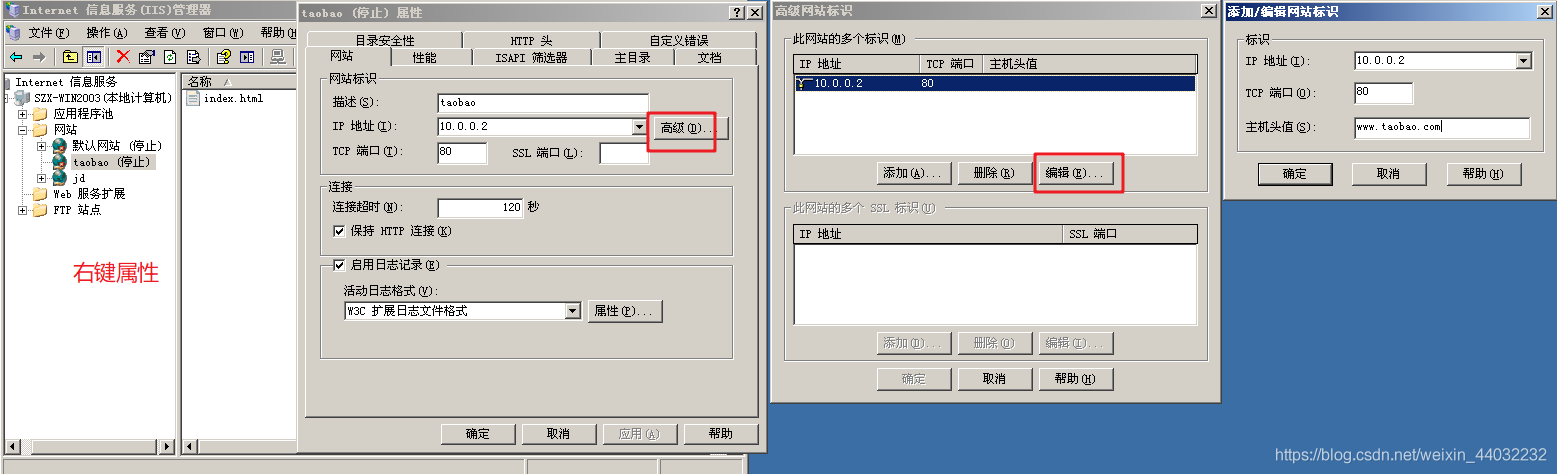 Internet 信息服务(IIS)管理器
文件(F) 操作(A) 查看(V) 窗口(W) 帮助(H
Internet 信息服务
SZX-WIN2003(本地计算机)
应用程序池
网站
默认网站 (停止)
taobao (停止)
jd
Web 服务扩展
FTP 站点
右键属性
名称
index.html
taobao (停止) 属性
目录安全性 HTTP 头 自定义错误
网站 性能 ISAPI 筛选器 主目录 文档
网站标识
描述(S): taobao
IP 地址(I): 10.0.0.2 高级(D)...
TCP 端口(T): 80 SSL 端口(L):
连接
连接超时(N): 120 秒
保持 HTTP 连接(K)
启用日志记录(E)
活动日志格式(V):
W3C 扩展日志文件格式 属性(P)...
确定 取消 应用(A) 帮助
高级网站标识
此网站的多个标识(M)
IP 地址 TCP 端口 主机头值
10.0.0.2 80
添加(A)... 删除(R) 编辑(E)...
此网站的多个 SSL 标识(U)
IP 地址 SSL 端口
添加(D)... 删除(O) 编辑(I)...
确定 取消 帮助(H)
添加/编辑网站标识
标识
IP 地址(I): 10.0.0.2
TCP 端口(O): 80
主机头值(S): www.taobao.com
确定 取消 帮助(H)
https://blog.csdn.net/weixin_44032232